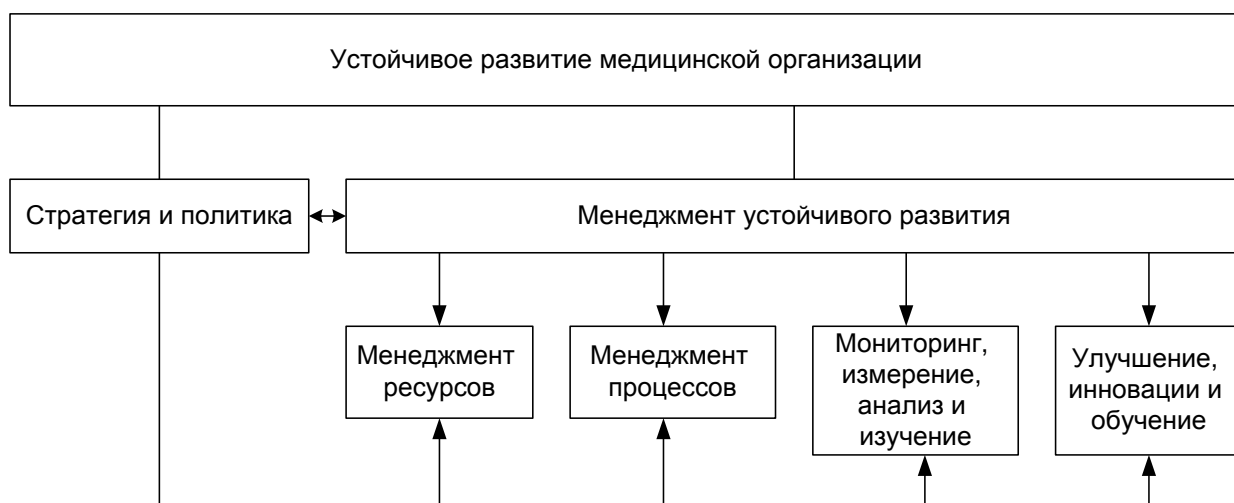 Устойчивое развитие медицинской организации
Стратегия и политика
Менеджмент устойчивого развития
Менеджмент
ресурсов
Менеджмент
процессов
Мониторинг,
измерение,
анализ и
изучение
Улучшение,
инновации и
обучение